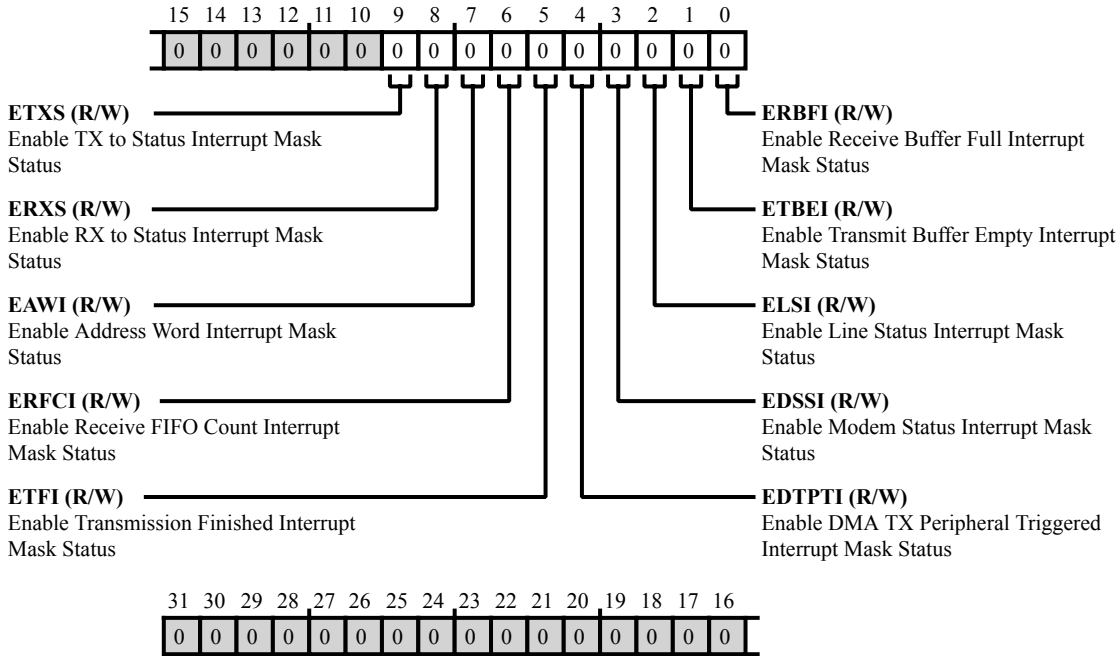 15 14 13 12 11 10 9 8 7 6 5 4 3 2 1 0
0 0 0 0 0 0 0 0 0 0 0 0 0 0 0 0
ETXS (R/W)
Enable TX to Status Interrupt Mask
Status
ERXS (R/W)
Enable RX to Status Interrupt Mask
Status
EAWI (R/W)
Enable Address Word Interrupt Mask
Status
ERFCI (R/W)
Enable Receive FIFO Count Interrupt
Mask Status
ETFI (R/W)
Enable Transmission Finished Interrupt
Mask Status
ERBFI (R/W)
Enable Receive Buffer Full Interrupt
Mask Status
ETBEI (R/W)
Enable Transmit Buffer Empty Interrupt
Mask Status
ELSI (R/W)
Enable Line Status Interrupt Mask
Status
EDSSI (R/W)
Enable Modem Status Interrupt Mask
Status
EDTPTI (R/W)
Enable DMA TX Peripheral Triggered
Interrupt Mask Status
31 30 29 28 27 26 25 24 23 22 21 20 19 18 17 16
0 0 0 0 0 0 0 0 0 0 0 0 0 0 0 0